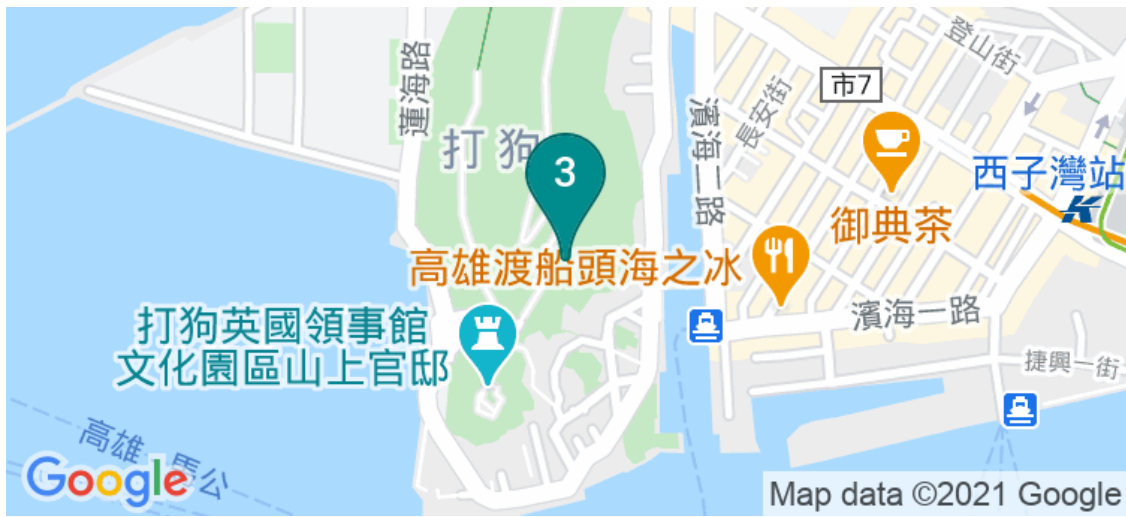 登山街
市7
蓮海路
長安街
濱海二路
打狗
3
西子灣站
御典茶
高雄渡船頭海之冰
打狗英國領事館
文化園區山上官邸
濱海一路
捷興一街
高雄 - 馬公
Google
Map data ©2021 Google